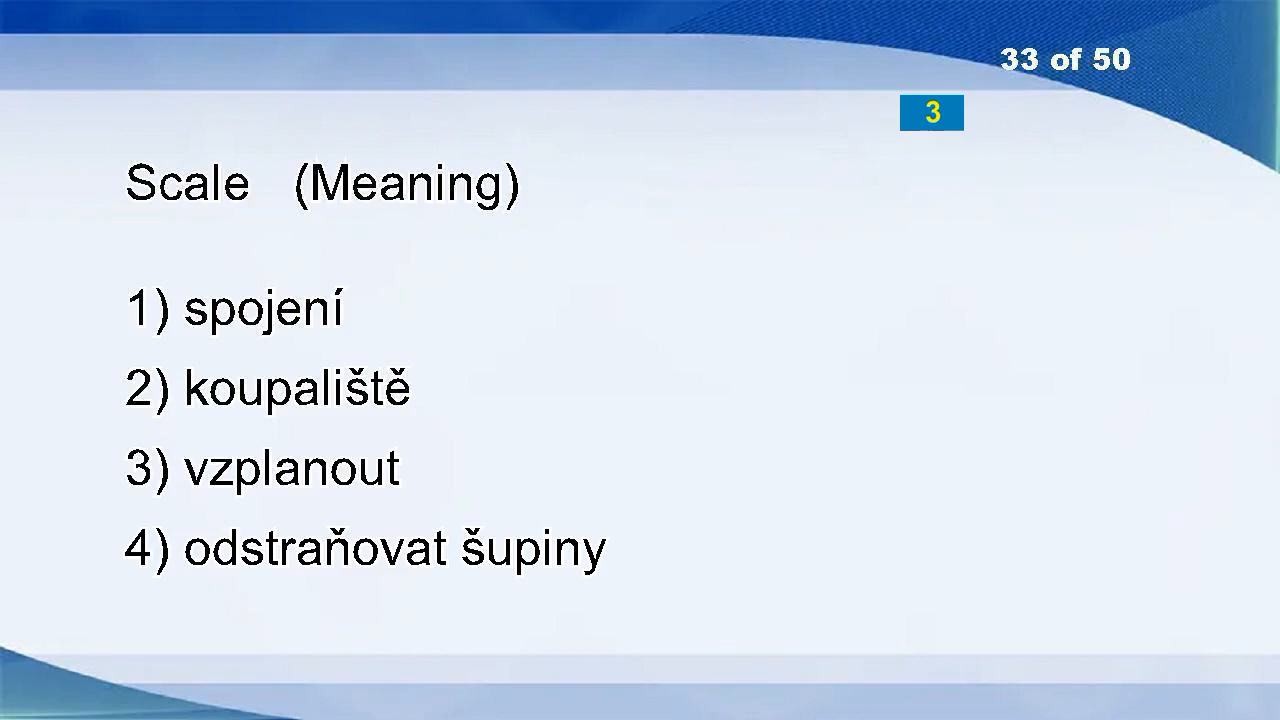 33 of 50
3
Scale (Meaning)
1) spojení
2) koupaliště
3) vzplanout
4) odstraňovat šupiny